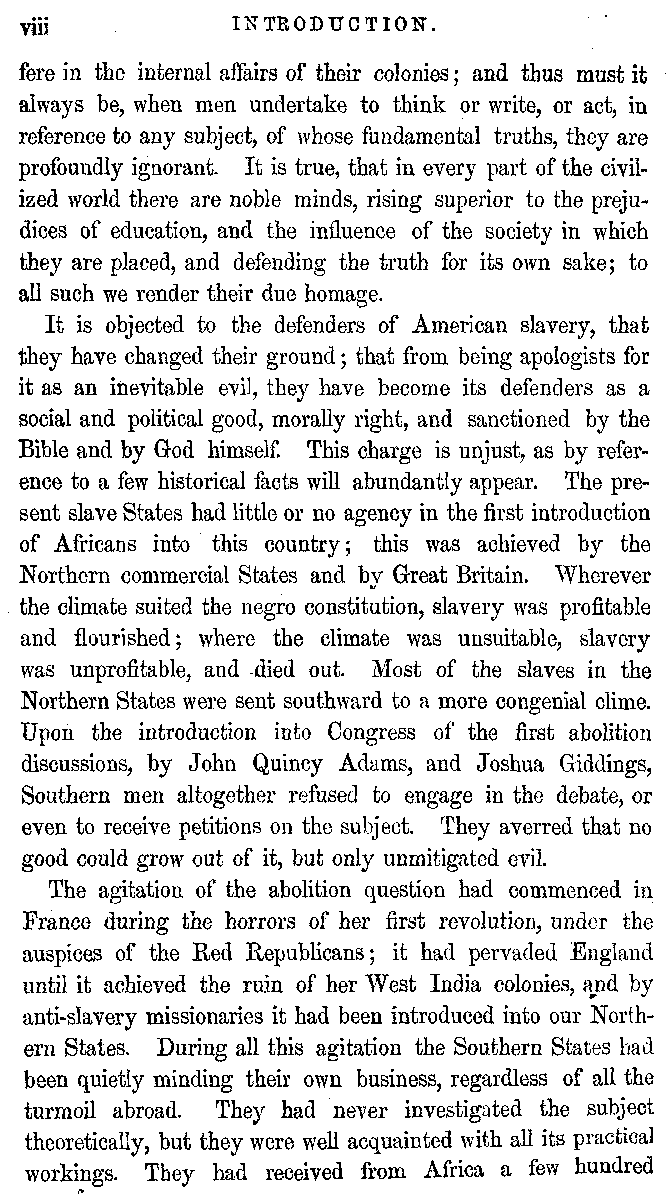 viii INTRODUCTION.
fere in the internal affairs of their colonies; and thus must it
always be, when men undertake to think or write, or act, in
reference to any subject, of whose fundamental truths, they are
profoundly ignorant. It is true, that in every part of the civil-
ized world there are noble minds, rising superior to the preju-
dices of education, and the influence of the society in which
they are placed, and defending the truth for its own sake; to
all such we render their due homage.
It is objected to the defenders of American slavery, that
they have changed their ground; that from being apologists for
it as an inevitable evil, they have become its defenders as a
social and political good, morally right, and sanctioned by the
Bible and by God himself. This charge is unjust, as by refer-
ence to a few historical facts will abundantly appear. The pre-
sent slave States had little or no agency in the first introduction
of Africans into this country; this was achieved by the
Northern commercial States and by Great Britain. Wherever
the climate suited the negro constitution, slavery was profitable
and flourished; where the climate was unsuitable, slavery
was unprofitable, and died out. Most of the slaves in the
Northern States were sent southward to a more congenial clime.
Upon the introduction into Congress of the first abolition
discussions, by John Quincy Adams, and Joshua Giddings,
Southern men altogether refused to engage in the debate, or
even to receive petitions on the subject. They averred that no
good could grow out of it, but only unmitigated evil.
The agitation of the abolition question had commenced in
France during the horrors of her first revolution, under the
auspices of the Red Republicans; it had pervaded England
until it achieved the ruin of her West India colonies, and by
anti-slavery missionaries it had been introduced into our North-
ern States. During all this agitation the Southern States had
been quietly minding their own business, regardless of all the
turmoil abroad. They had never investigated the subject
theoretically, but they were well acquainted with all its practical
workings. They had received from Africa a few hundred